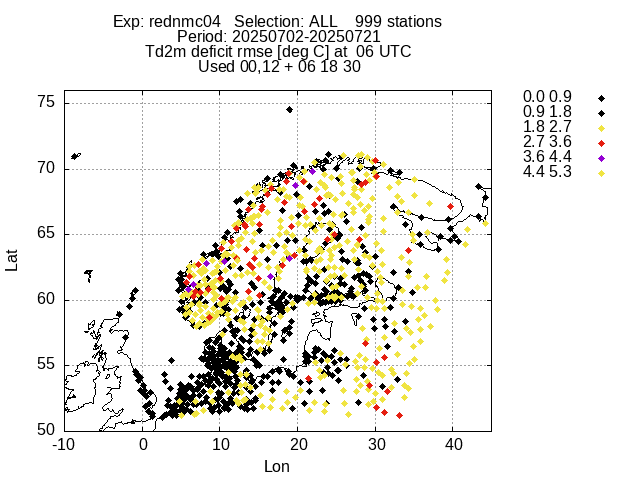 Exp: rednmc04   Selection: ALL    999 stations
Period: 20250702-20250721
Td2m deficit rmse [deg C] at  06 UTC
Used 00,12 + 06 18 30
0.0 0.9
0.9 1.8
1.8 2.7
2.7 3.6
3.6 4.4
4.4 5.3
75
70
65
60
55
50
Lat
-10 0 10 20 30 40
Lon